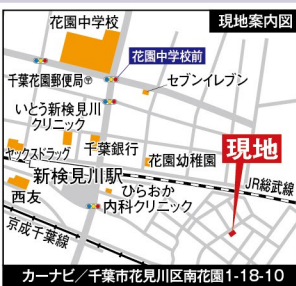 花園中学校
現地案内図
花園中学校前
千葉花園郵便局〒
セブンイレブン
いとう新検見川
クリニック
ヤックスドラッグ
千葉銀行
花園幼稚園
現地
新検見川駅
JR総武線
西友
ひらおか
内科クリニック
京成千葉線
カーナビ／千葉市花見川区南花園1-18-10